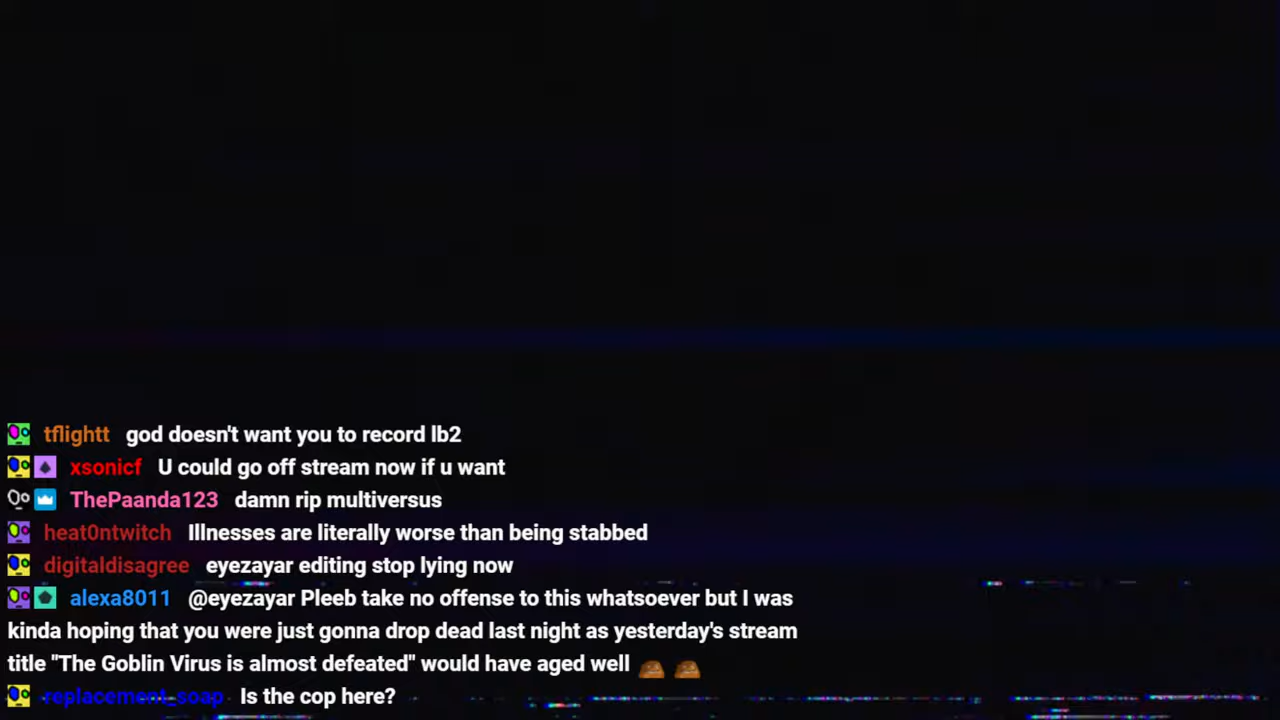 tflightt god doesn't want you to record lb2
xsonicf U could go off stream now if u want
ThePaanda123 damn rip multiversus
heat0ntwitch Illnesses are literally worse than being stabbed
digitaldisagree eyezayar editing stop lying now
alexa8011 @eyezayar Pleeb take no offense to this whatsoever but I was
kinda hoping that you were just gonna drop dead last night as yesterday's stream
title "The Goblin Virus is almost defeated" would have aged well
replacement_soap Is the cop here?